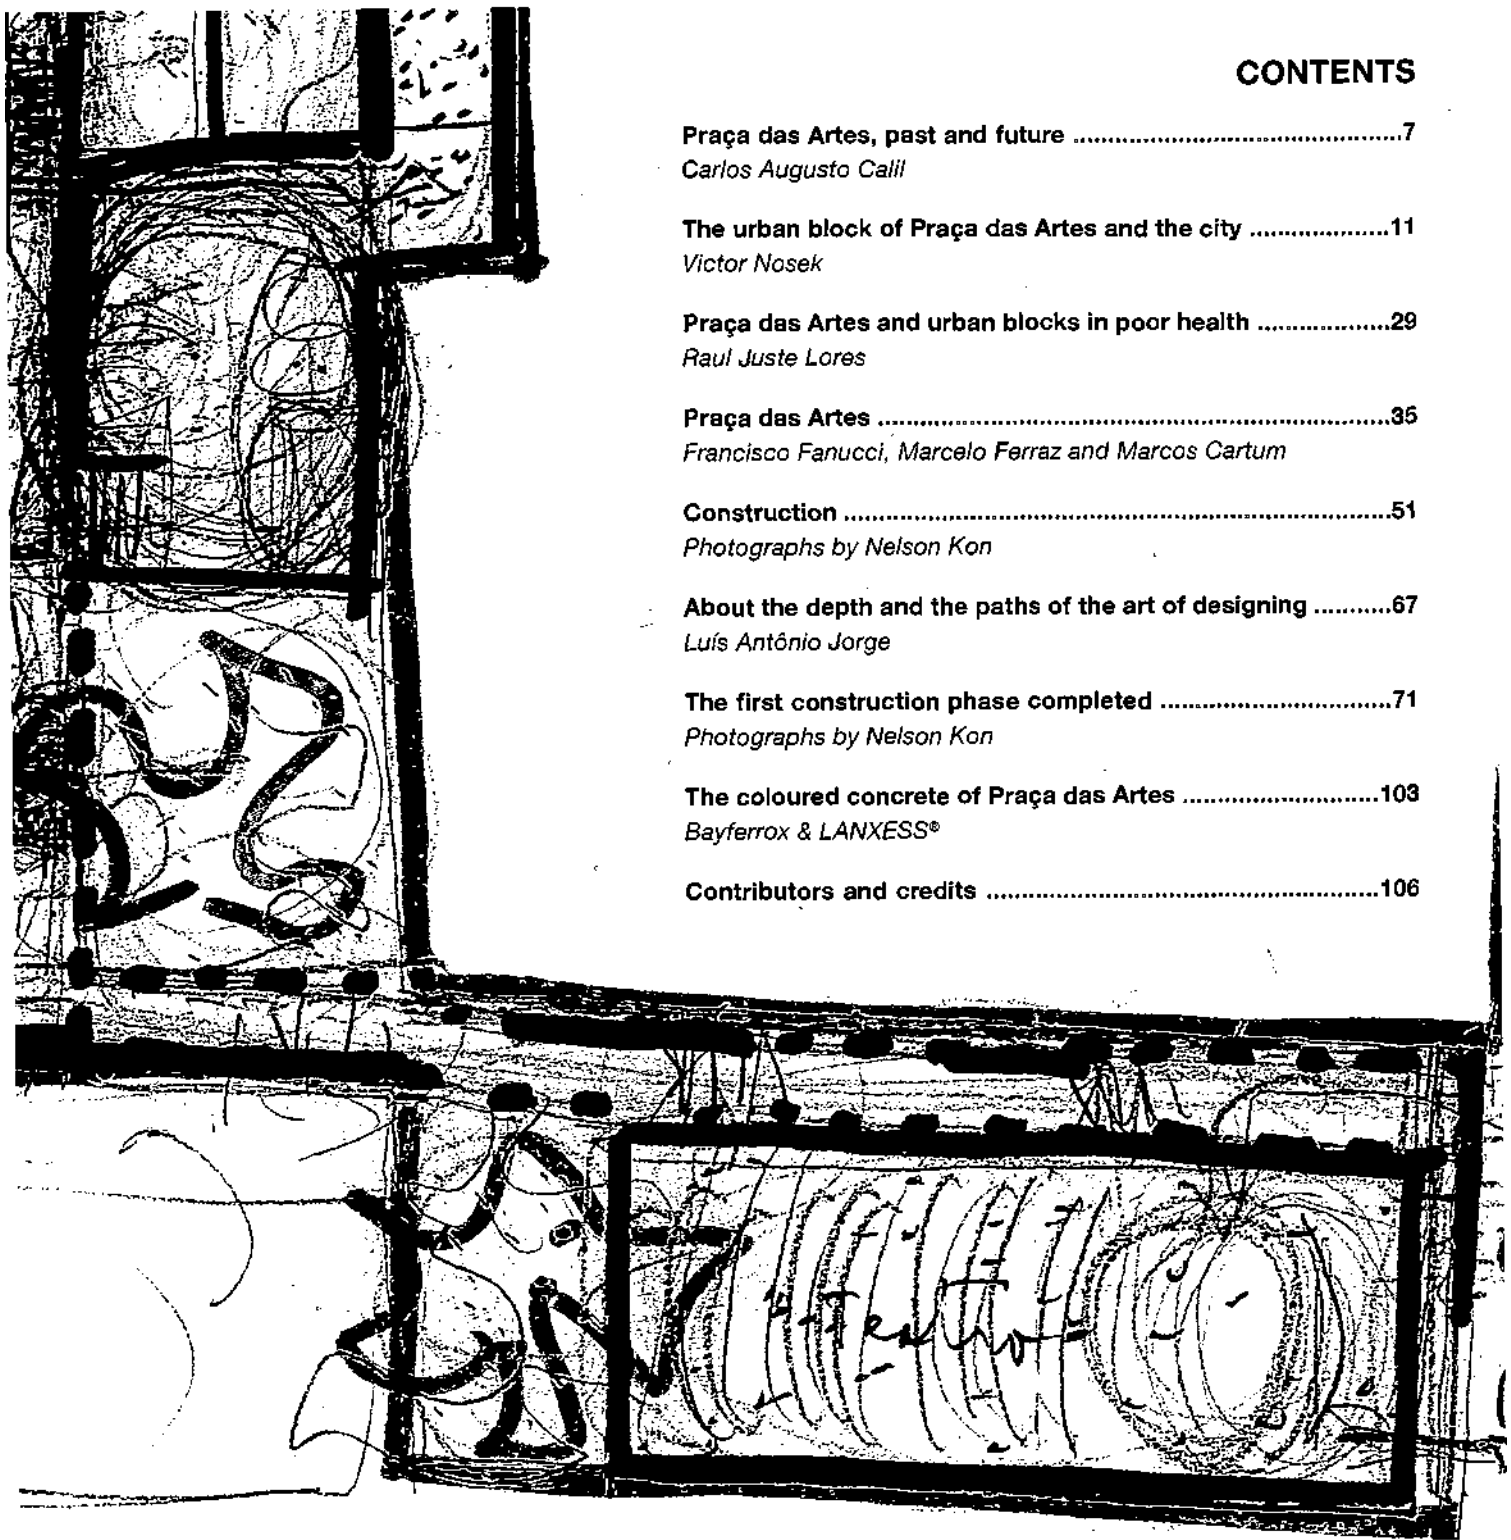 CONTENTS
Praça das Artes, past and future ..........7
Carlos Augusto Calil
The urban block of Praça das Artes and the city ..........11
Victor Nosek
Praça das Artes and urban blocks in poor health ..........29
Raul Juste Lores
Praça das Artes ..........35
Francisco Fanucci, Marcelo Ferraz and Marcos Cartum
Construction ..........51
Photographs by Nelson Kon
About the depth and the paths of the art of designing ..........67
Luís Antônio Jorge
The first construction phase completed ..........71
Photographs by Nelson Kon
The coloured concrete of Praça das Artes ..........103
Bayferrox & LANXESS®
Contributors and credits ..........106
Teatro